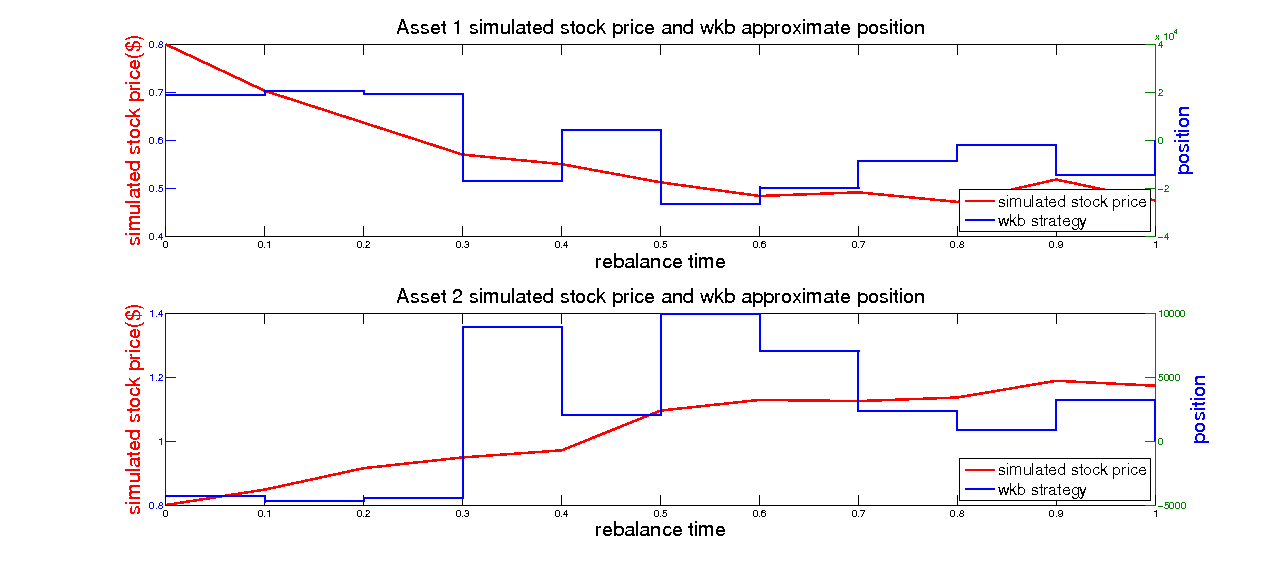 Asset 1 simulated stock price and wkb approximate position
x 10^4
simulated stock price($)
0.8
0.7
0.6
0.5
0.4
4
2
0
−2
−4
position
simulated stock price
wkb strategy
0 0.1 0.2 0.3 0.4 0.5 0.6 0.7 0.8 0.9 1
rebalance time
Asset 2 simulated stock price and wkb approximate position
simulated stock price($)
1.4
1.2
1
0.8
10000
5000
0
−5000
position
simulated stock price
wkb strategy
0 0.1 0.2 0.3 0.4 0.5 0.6 0.7 0.8 0.9 1
rebalance time